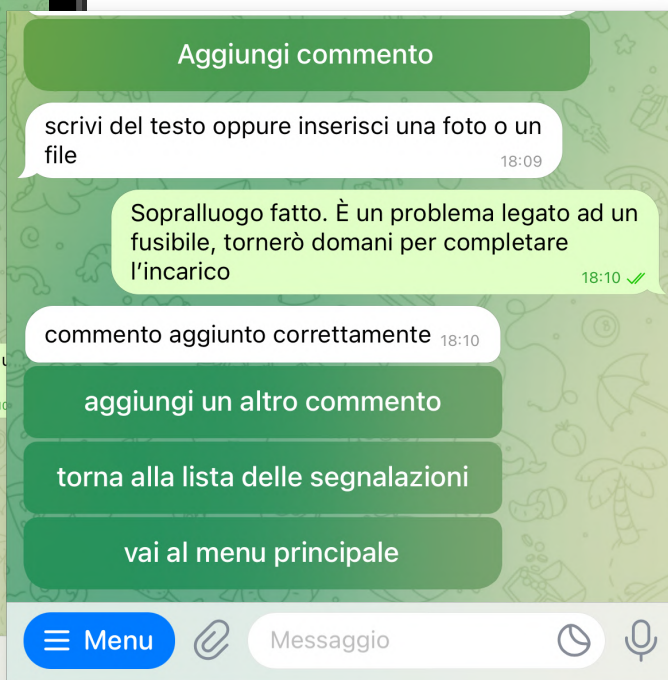 Aggiungi commento
scrivi del testo oppure inserisci una foto o un
file
18:09
Sopralluogo fatto. È un problema legato ad un
fusibile, tornerò domani per completare
l’incarico
18:10
commento aggiunto correttamente 18:10
aggiungi un altro commento
torna alla lista delle segnalazioni
vai al menu principale
Menu
Messaggio